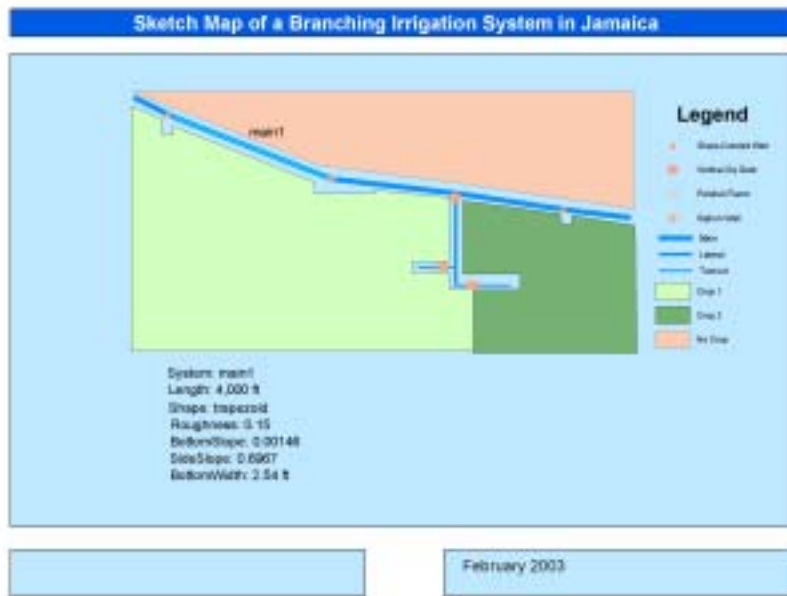 Sketch Map of a Branching Irrigation System in Jamaica
main1
Legend
Main
Lateral
Turnout
Crop 1
Crop 2
No Crop
System: main1
Length: 4,000 ft
Shape: trapezoid
Roughness: 0.15
BottomSlope: 0.00146
SideSlope: 0.6967
BottomWidth: 2.54 ft
February 2003